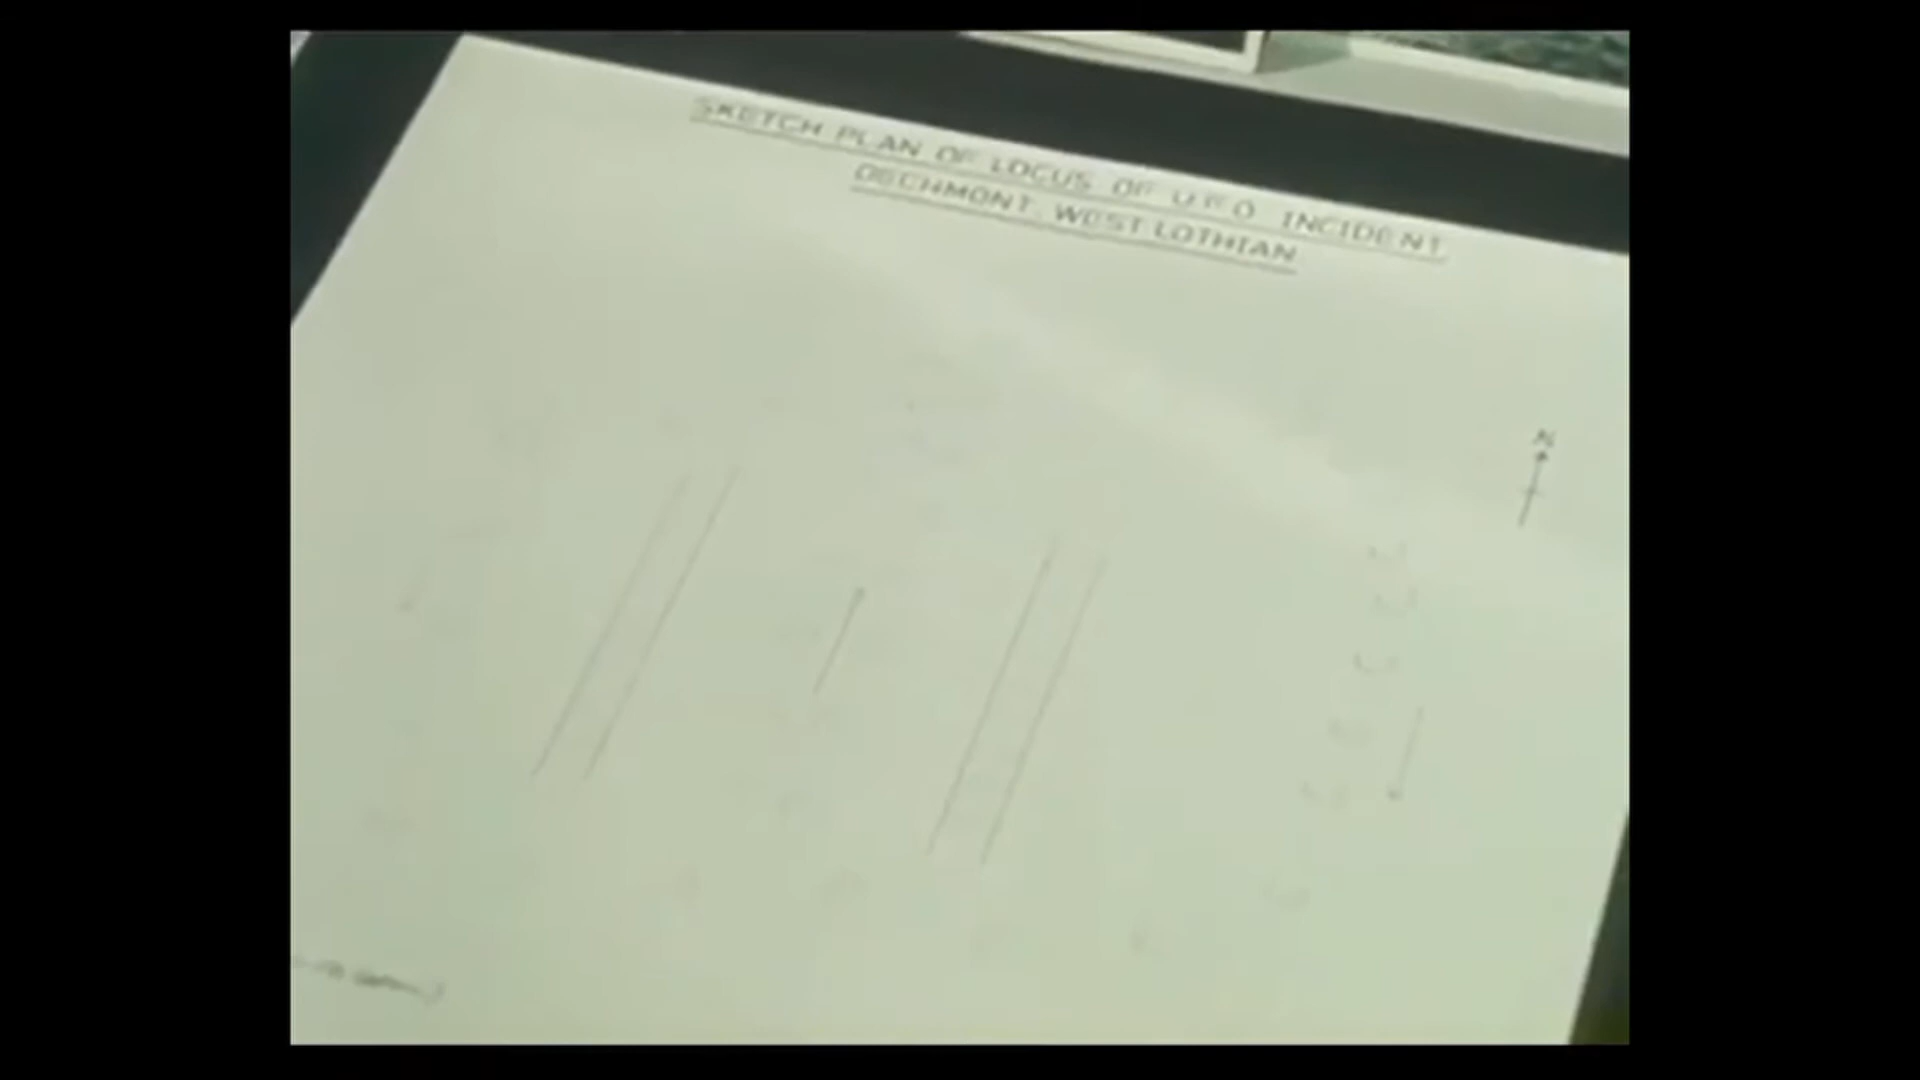 SKETCH PLAN OF LOCUS OF U.F.O. INCIDENT,
DECHMONT, WEST LOTHIAN
N